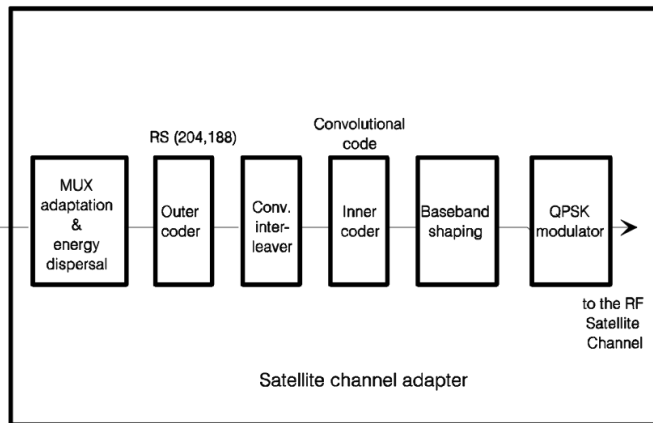 RS (204,188)
Convolutional
code
MUX
adaptation
&
energy
dispersal
Outer
coder
Conv.
inter-
leaver
Inner
coder
Baseband
shaping
QPSK
modulator
to the RF
Satellite
Channel
Satellite channel adapter